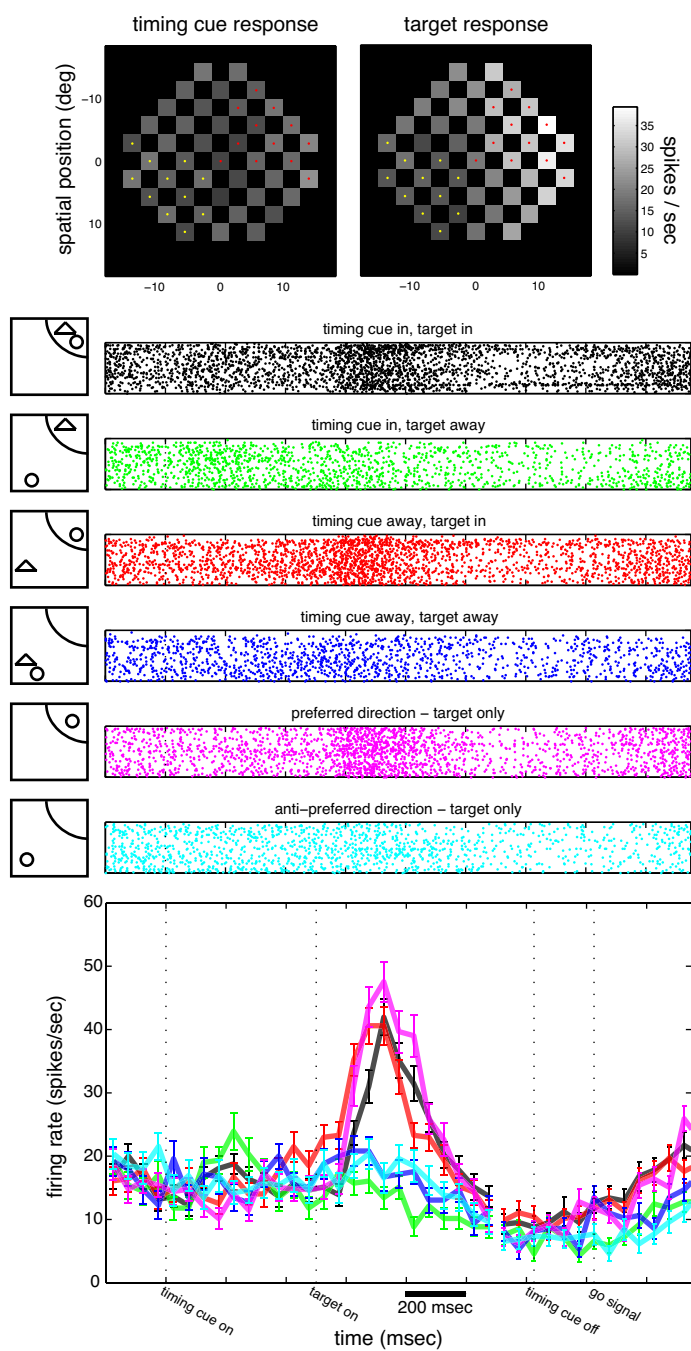 timing cue response
target response
spatial position (deg)
−10
0
10
−10
0
10
−10
0
10
35
30
25
20
15
10
5
spikes / sec
timing cue in, target in
timing cue in, target away
timing cue away, target in
timing cue away, target away
preferred direction − target only
anti−preferred direction − target only
60
50
40
30
20
10
0
firing rate (spikes/sec)
timing cue on
target on
200 msec
timing cue off
go signal
time (msec)